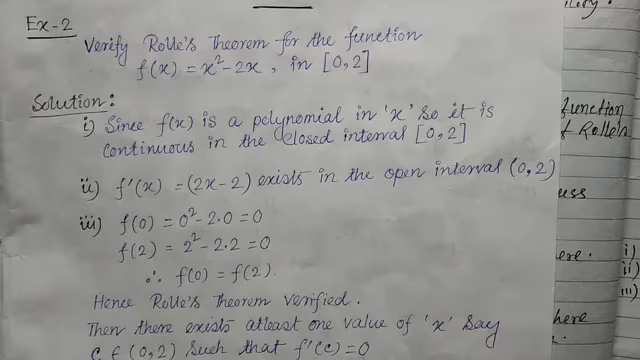 Ex-2
Verify Rolle's Theorem for the function
f(x) = x²-2x, in [0,2]
Solution:
i) Since f(x) is a polynomial in 'x' so it is
continuous in the closed interval [0,2]
ii) f'(x) = (2x-2) exists in the open interval (0,2)
iii) f(0) = 0²-2.0 = 0
f(2) = 2²-2.2 = 0
∴ f(0) = f(2).
Hence Rolle's Theorem verified.
Then there exists atleast one value of 'x' say
C ∈ (0,2) such that f'(c) = 0
function
f Rolle's
uss
ere.
i)
ii)
iii)
here